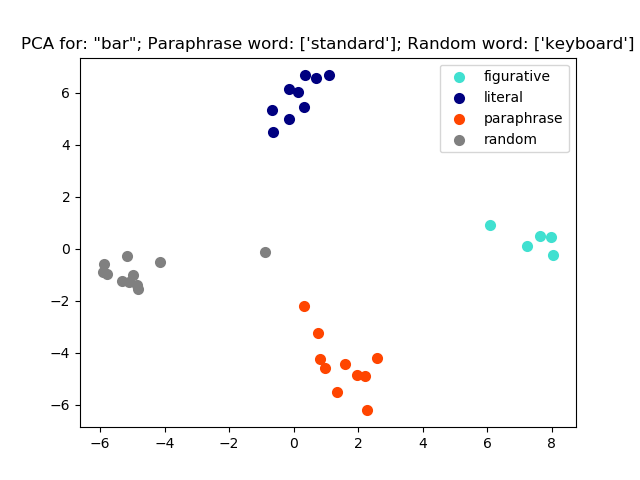 PCA for: "bar"; Paraphrase word: ['standard']; Random word: ['keyboard']
figurative
literal
paraphrase
random
6
4
2
0
−2
−4
−6
−6 −4 −2 0 2 4 6 8